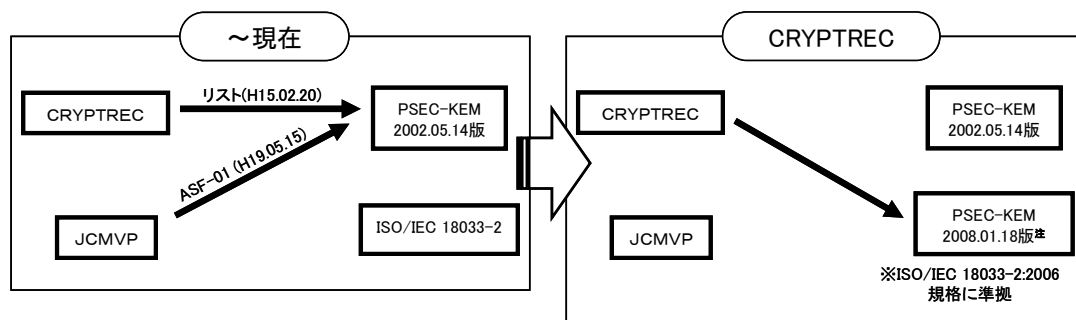 ～現在
CRYPTREC
リスト(H15.02.20)
PSEC-KEM
2002.05.14版
ASF-01 (H19.05.15)
JCMVP
ISO/IEC 18033-2
CRYPTREC
CRYPTREC
PSEC-KEM
2002.05.14版
JCMVP
PSEC-KEM
2008.01.18版注
※ISO/IEC 18033-2:2006
規格に準拠